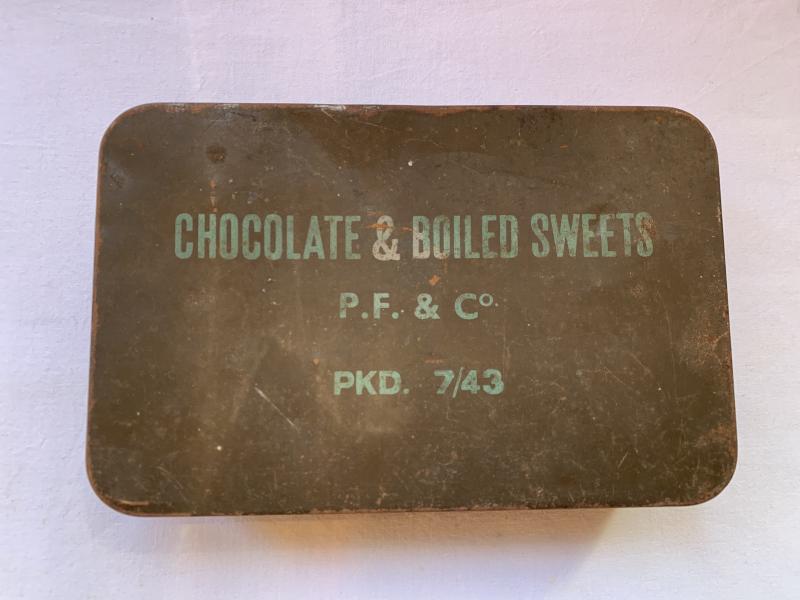 CHOCOLATE & BOILED SWEETS
P.F. & Cº.
PKD. 7/43